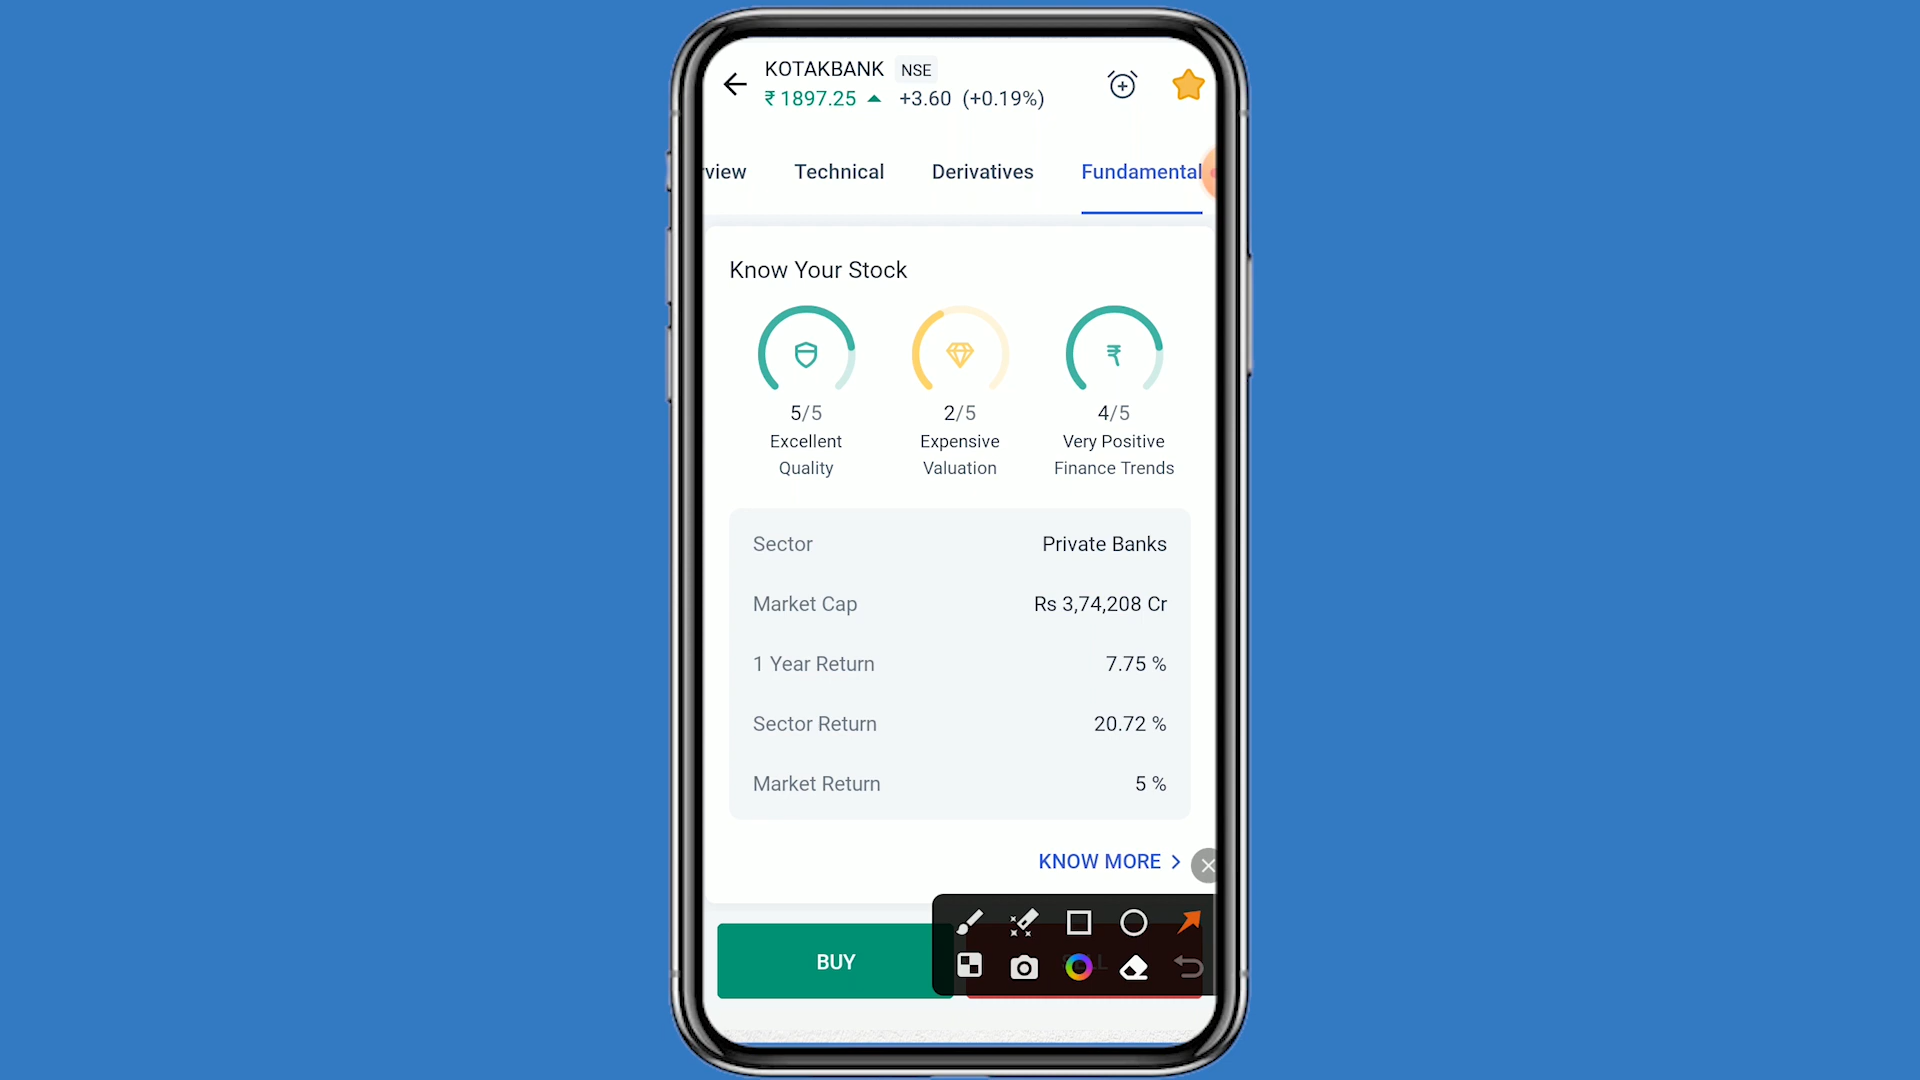 KOTAKBANK NSE
₹ 1897.25 ▲ +3.60 (+0.19%)
rview Technical Derivatives Fundamental
Know Your Stock
5/5 2/5 4/5
Excellent Expensive Very Positive
Quality Valuation Finance Trends
Sector Private Banks
Market Cap Rs 3,74,208 Cr
1 Year Return 7.75 %
Sector Return 20.72 %
Market Return 5 %
KNOW MORE >
BUY